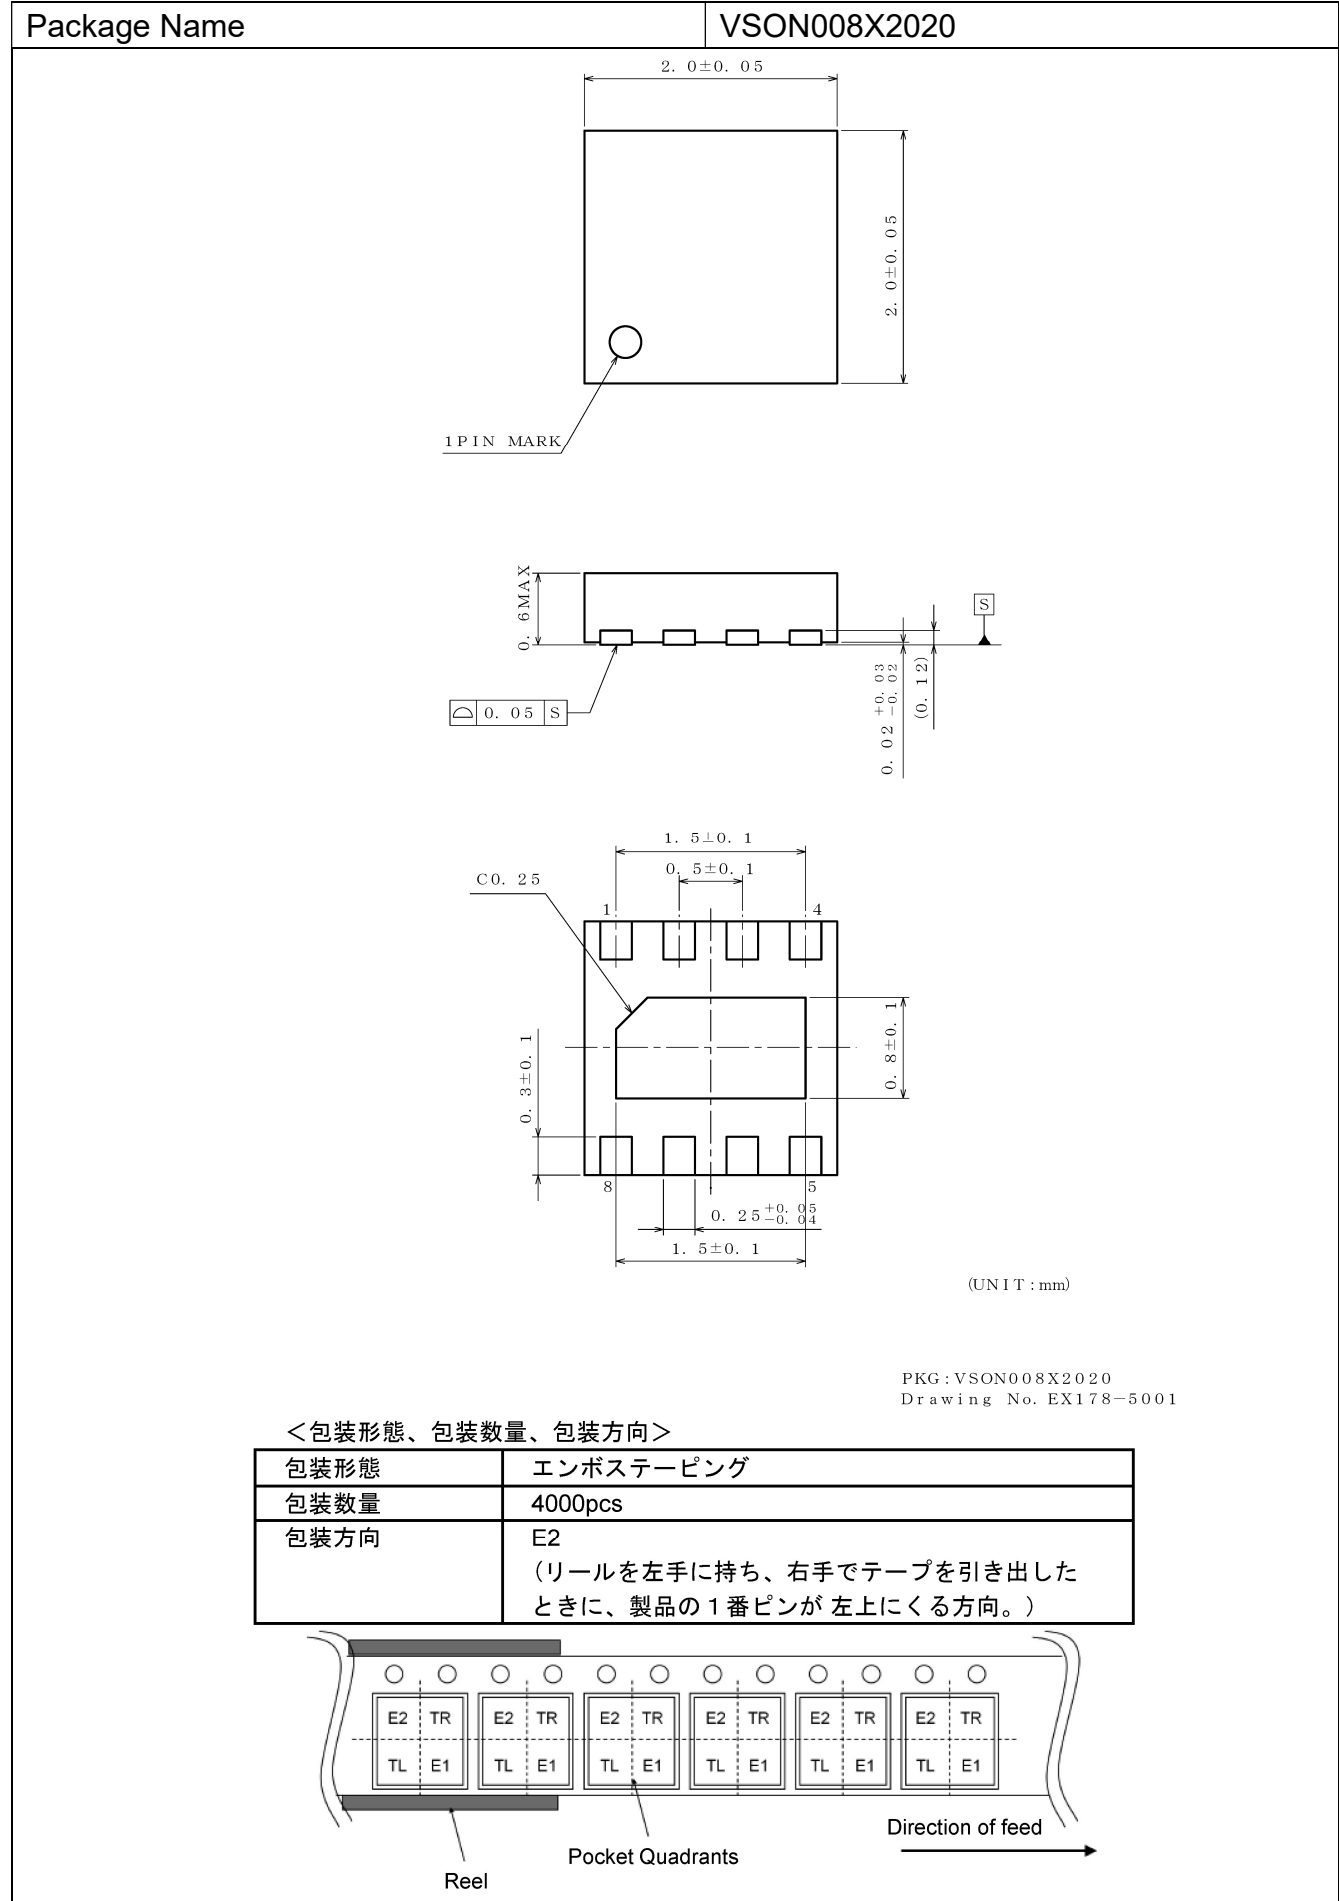 Package Name
VSON008X2020
2. 0±0. 05
2. 0±0. 05
1PIN MARK
0. 6MAX
S
0. 05 S
0. 02 +0. 03 -0. 02
(0. 12)
1. 5±0. 1
0. 5±0. 1
C0. 25
1
4
0. 3±0. 1
0. 8±0. 1
8
5
0. 25 +0. 05 -0. 04
1. 5±0. 1
(UNIT:mm)
PKG:VSON008X2020
Drawing No. EX178-5001
＜包装形態、包装数量、包装方向＞
包装形態
エンボステーピング
包装数量
4000pcs
包装方向
E2
（リールを左手に持ち、右手でテープを引き出した
ときに、製品の１番ピンが 左上にくる方向。）
E2 TR E2 TR E2 TR E2 TR E2 TR E2 TR
TL E1 TL E1 TL E1 TL E1 TL E1 TL E1
Direction of feed
Pocket Quadrants
Reel